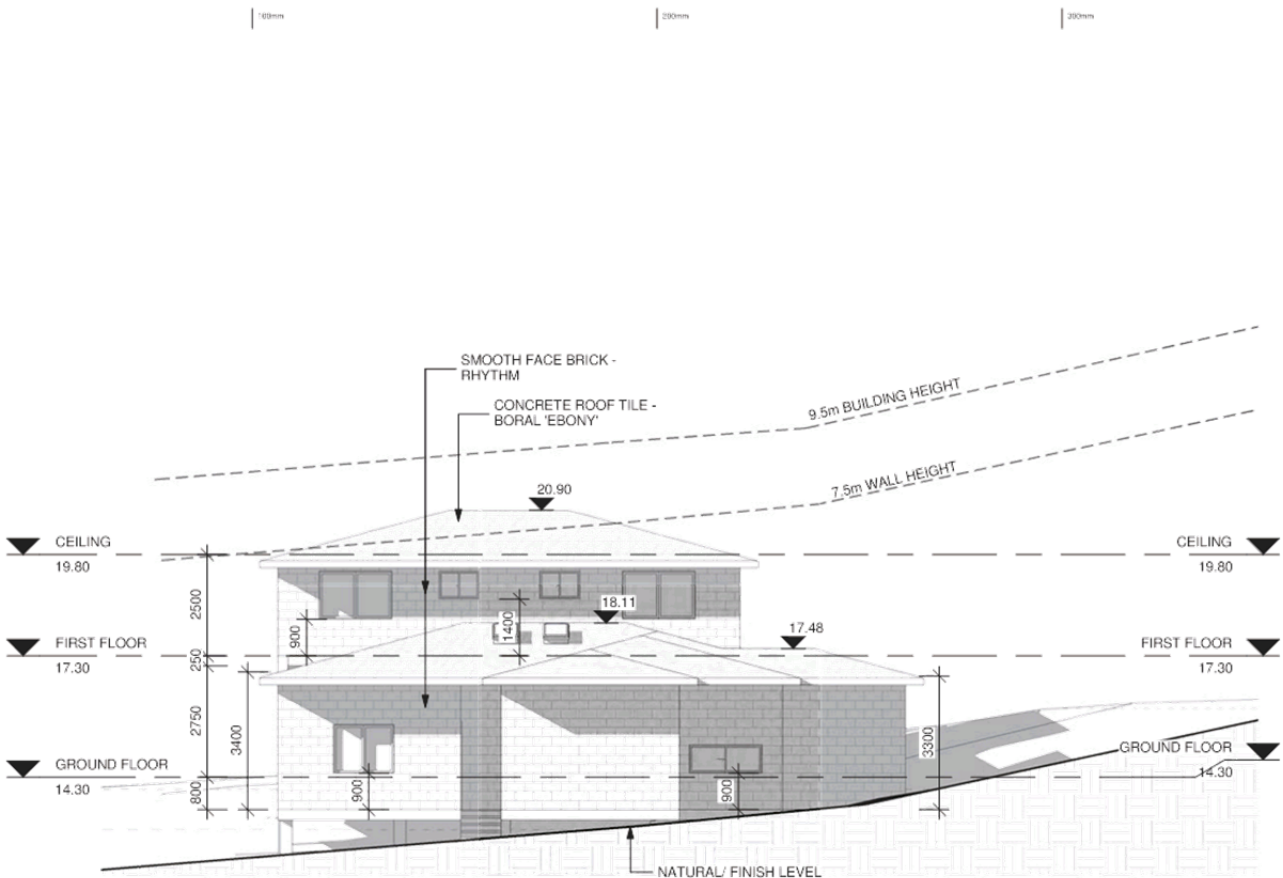 100mm
200mm
300mm
SMOOTH FACE BRICK -
RHYTHM
CONCRETE ROOF TILE -
BORAL 'EBONY'
9.5m BUILDING HEIGHT
7.5m WALL HEIGHT
20.90
CEILING
19.80
CEILING
19.80
2500
900
1400
18.11
17.48
FIRST FLOOR
17.30
FIRST FLOOR
17.30
250
2750
3400
3300
GROUND FLOOR
14.30
GROUND FLOOR
14.30
800
900
900
NATURAL/ FINISH LEVEL